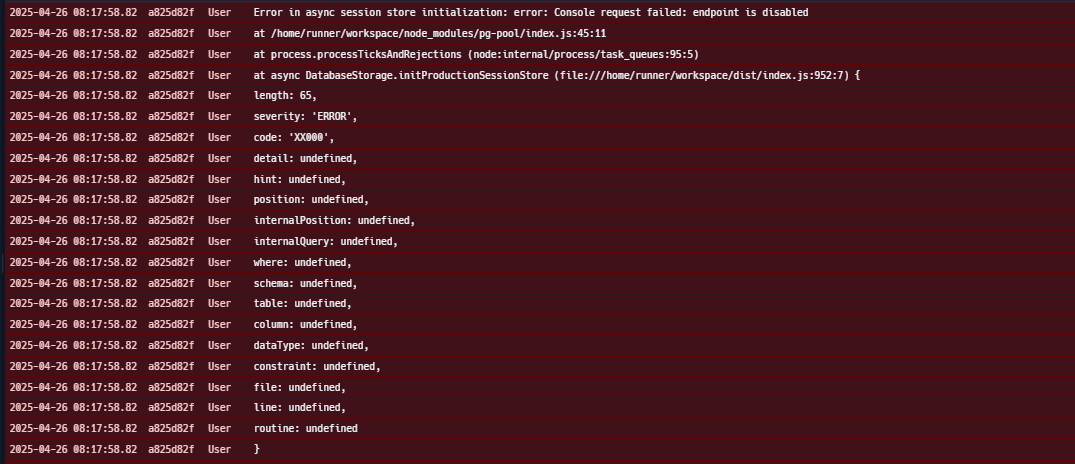 2025-04-26 08:17:58.82 a825d82f User Error in async session store initialization: error: Console request failed: endpoint is disabled
2025-04-26 08:17:58.82 a825d82f User at /home/runner/workspace/node_modules/pg-pool/index.js:45:11
2025-04-26 08:17:58.82 a825d82f User at process.processTicksAndRejections (node:internal/process/task_queues:95:5)
2025-04-26 08:17:58.82 a825d82f User at async DatabaseStorage.initProductionSessionStore (file:///home/runner/workspace/dist/index.js:952:7) {
2025-04-26 08:17:58.82 a825d82f User length: 65,
2025-04-26 08:17:58.82 a825d82f User severity: 'ERROR',
2025-04-26 08:17:58.82 a825d82f User code: 'XX000',
2025-04-26 08:17:58.82 a825d82f User detail: undefined,
2025-04-26 08:17:58.82 a825d82f User hint: undefined,
2025-04-26 08:17:58.82 a825d82f User position: undefined,
2025-04-26 08:17:58.82 a825d82f User internalPosition: undefined,
2025-04-26 08:17:58.82 a825d82f User internalQuery: undefined,
2025-04-26 08:17:58.82 a825d82f User where: undefined,
2025-04-26 08:17:58.82 a825d82f User schema: undefined,
2025-04-26 08:17:58.82 a825d82f User table: undefined,
2025-04-26 08:17:58.82 a825d82f User column: undefined,
2025-04-26 08:17:58.82 a825d82f User dataType: undefined,
2025-04-26 08:17:58.82 a825d82f User constraint: undefined,
2025-04-26 08:17:58.82 a825d82f User file: undefined,
2025-04-26 08:17:58.82 a825d82f User line: undefined,
2025-04-26 08:17:58.82 a825d82f User routine: undefined
2025-04-26 08:17:58.82 a825d82f User }